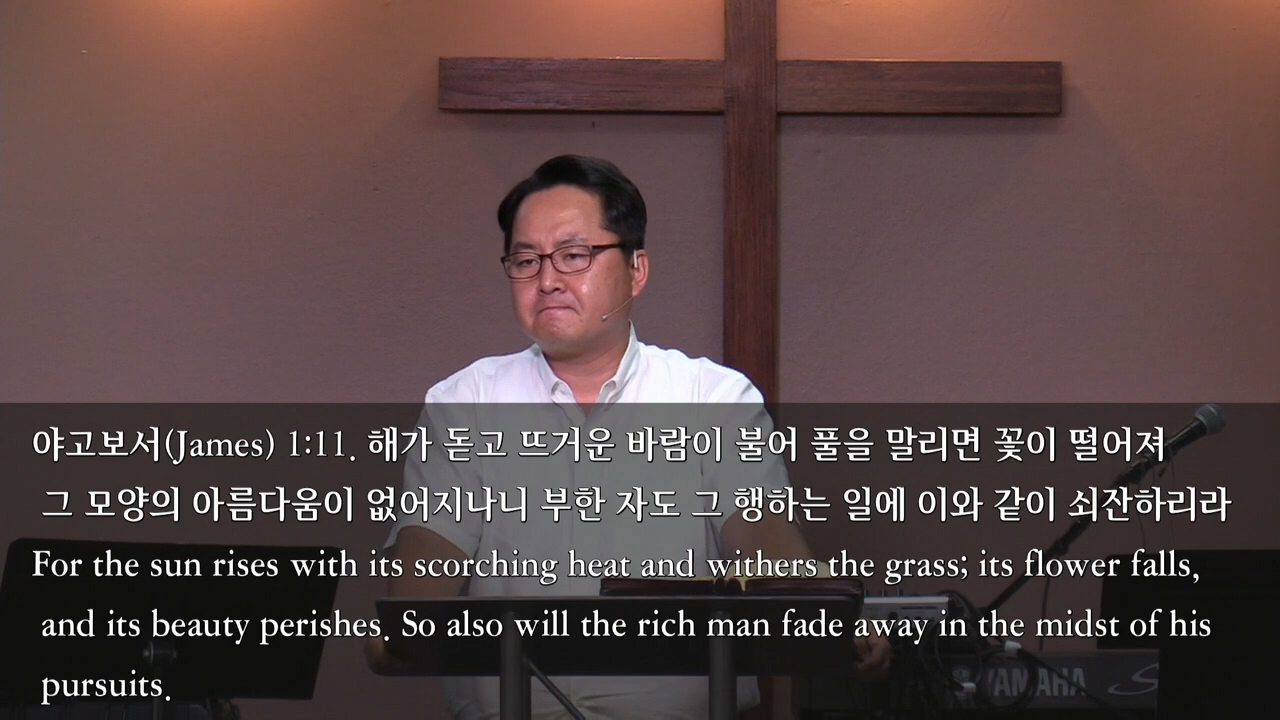 야고보서(James) 1:11. 해가 돋고 뜨거운 바람이 불어 풀을 말리면 꽃이 떨어져
그 모양의 아름다움이 없어지나니 부한 자도 그 행하는 일에 이와 같이 쇠잔하리라
For the sun rises with its scorching heat and withers the grass; its flower falls,
and its beauty perishes. So also will the rich man fade away in the midst of his
pursuits.
YAMAHA